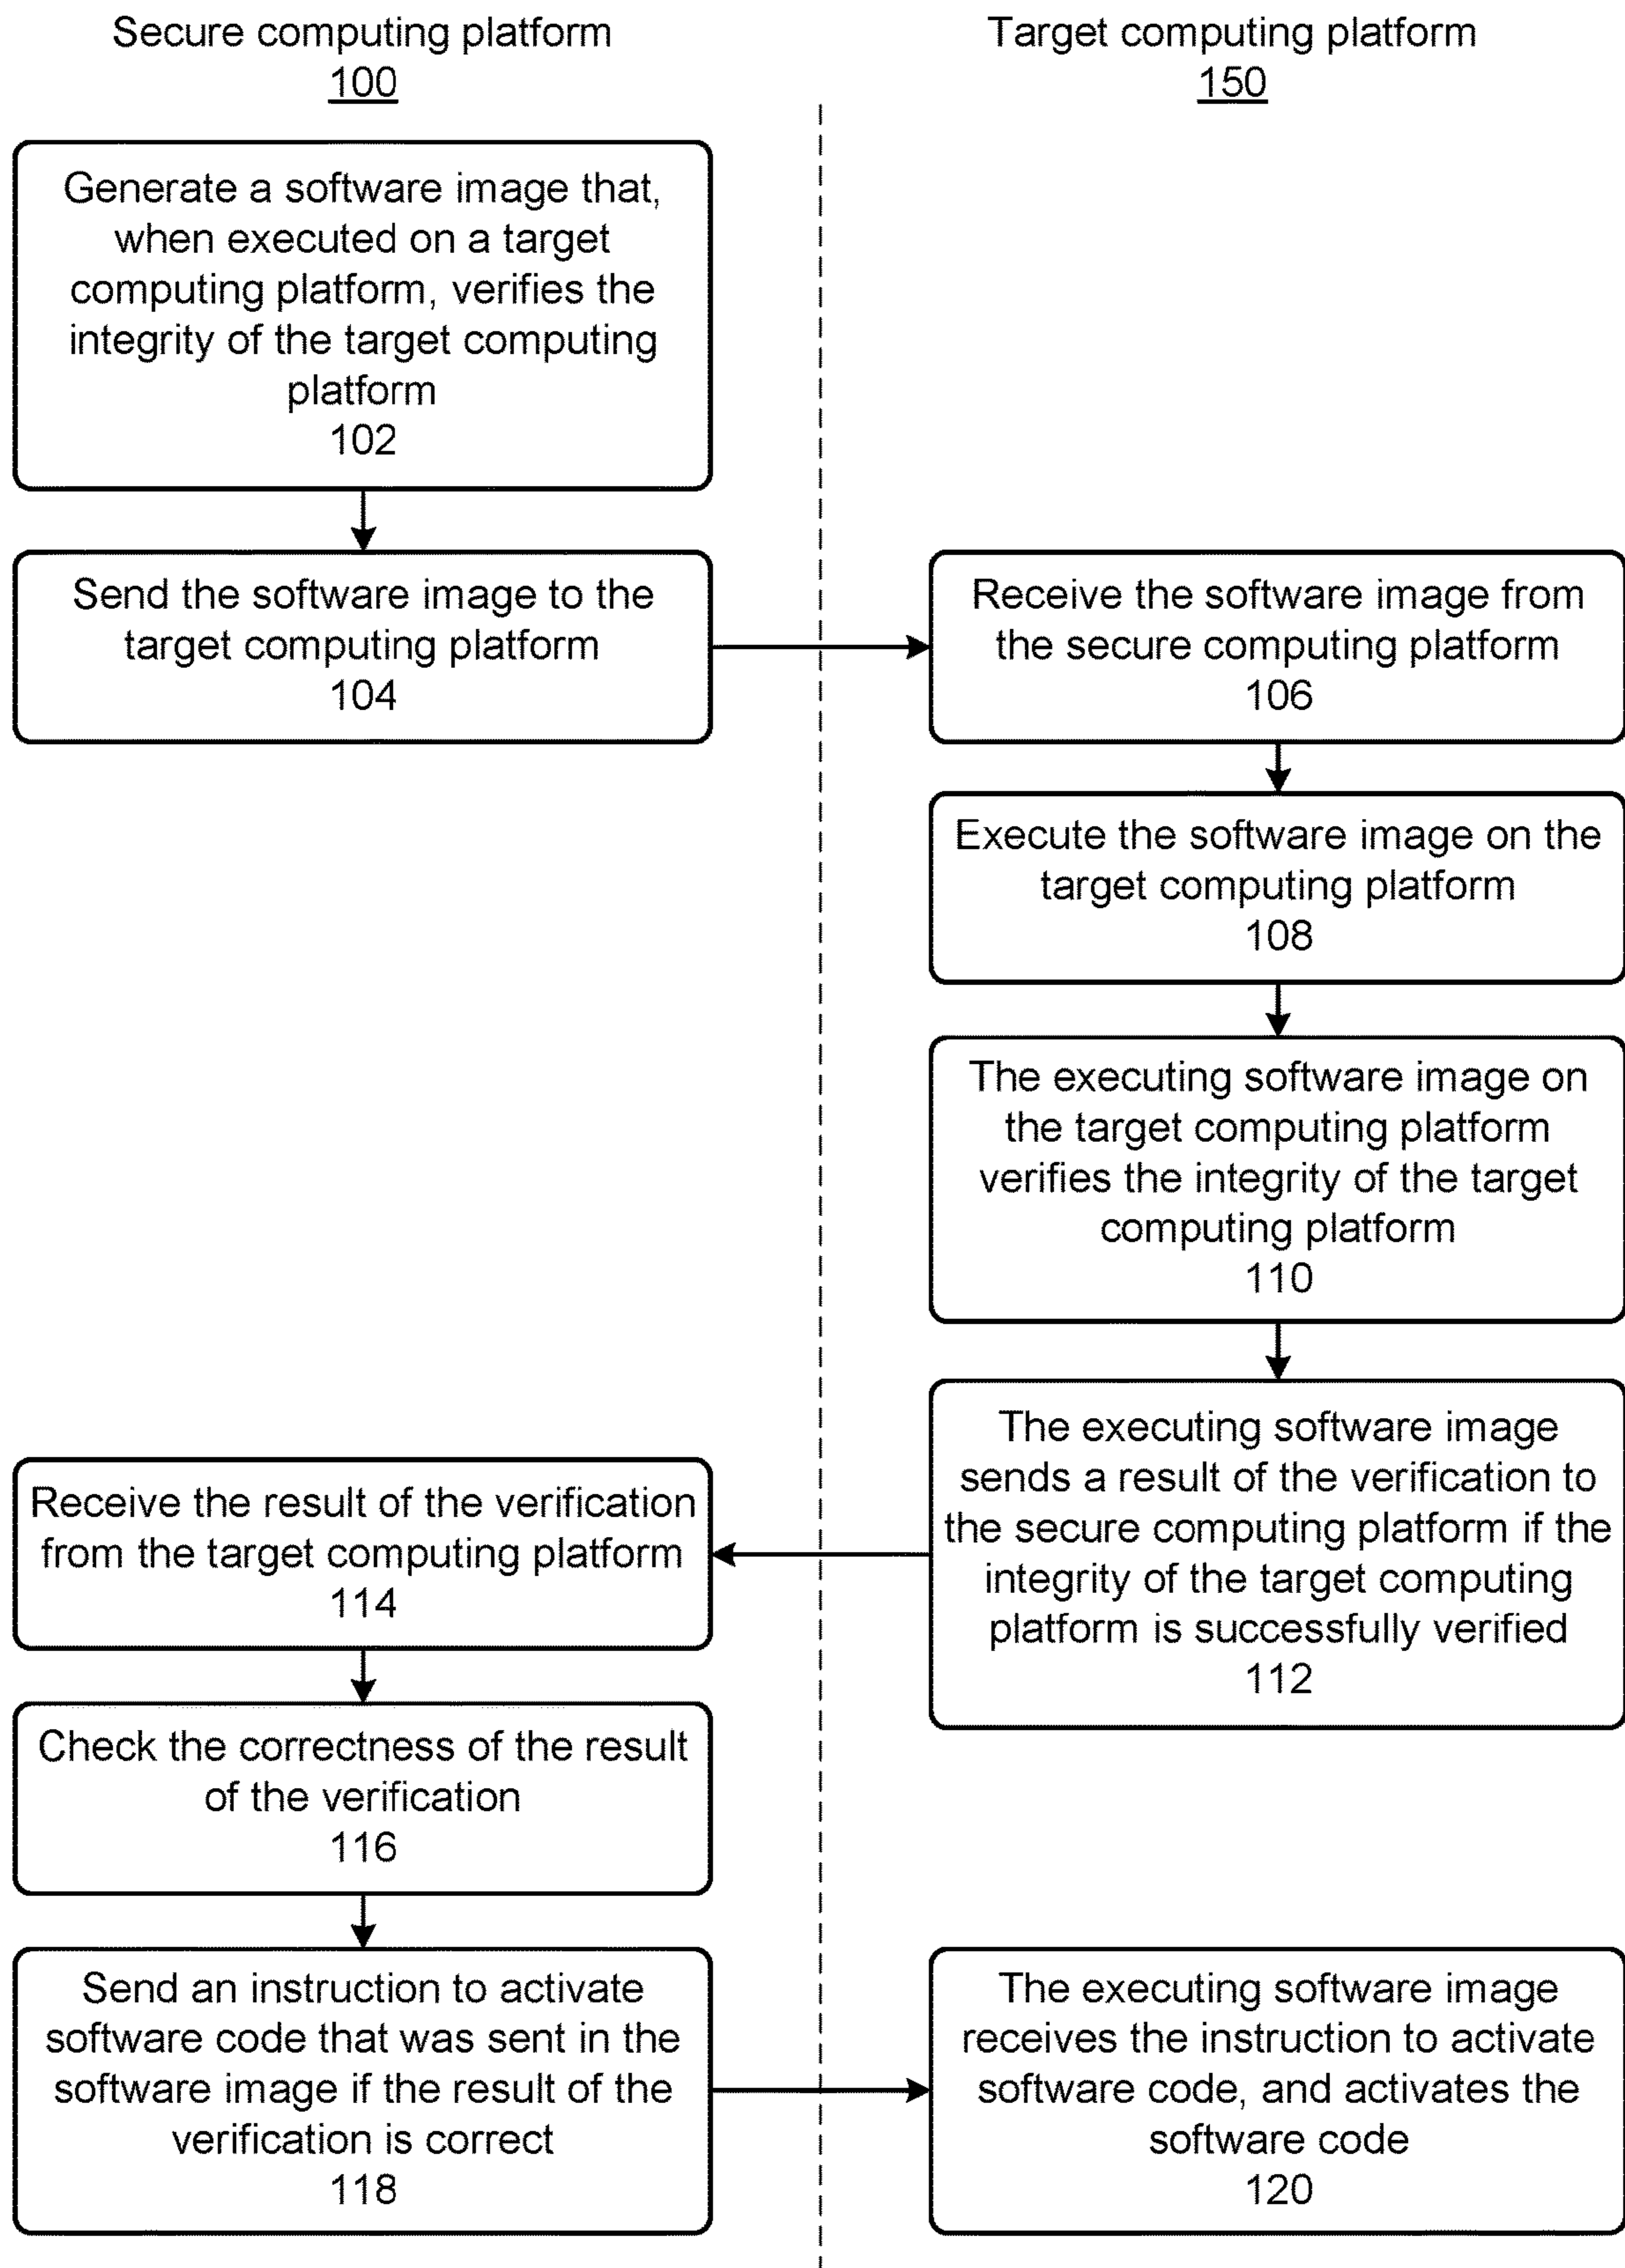 Secure computing platform
100
Target computing platform
150
Generate a software image that,
when executed on a target
computing platform, verifies the
integrity of the target computing
platform
102
Send the software image to the
target computing platform
104
Receive the software image from
the secure computing platform
106
Execute the software image on the
target computing platform
108
The executing software image on
the target computing platform
verifies the integrity of the target
computing platform
110
The executing software image
sends a result of the verification to
the secure computing platform if the
integrity of the target computing
platform is successfully verified
112
Receive the result of the verification
from the target computing platform
114
Check the correctness of the result
of the verification
116
Send an instruction to activate
software code that was sent in the
software image if the result of the
verification is correct
118
The executing software image
receives the instruction to activate
software code, and activates the
software code
120